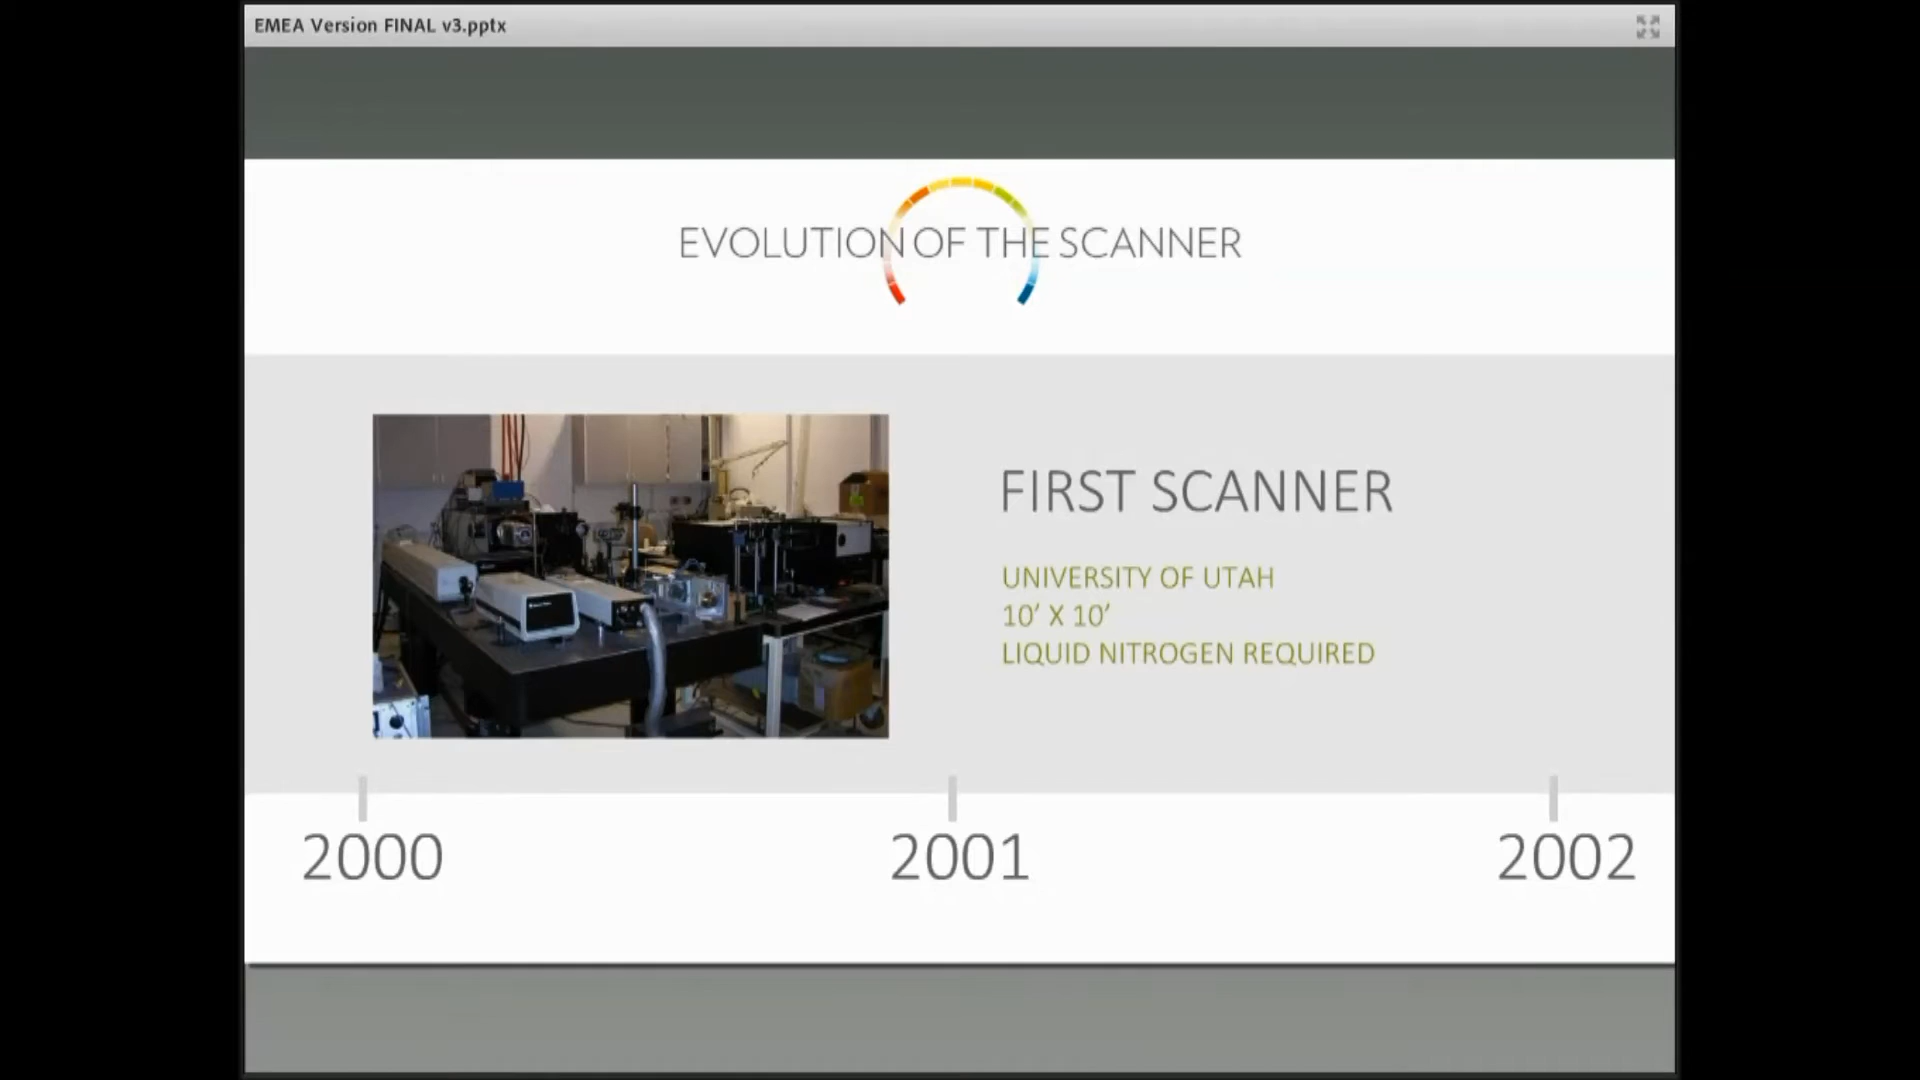 EMEA Version FINAL v3.pptx
EVOLUTION OF THE SCANNER
FIRST SCANNER
UNIVERSITY OF UTAH
10’ X 10’
LIQUID NITROGEN REQUIRED
2000
2001
2002